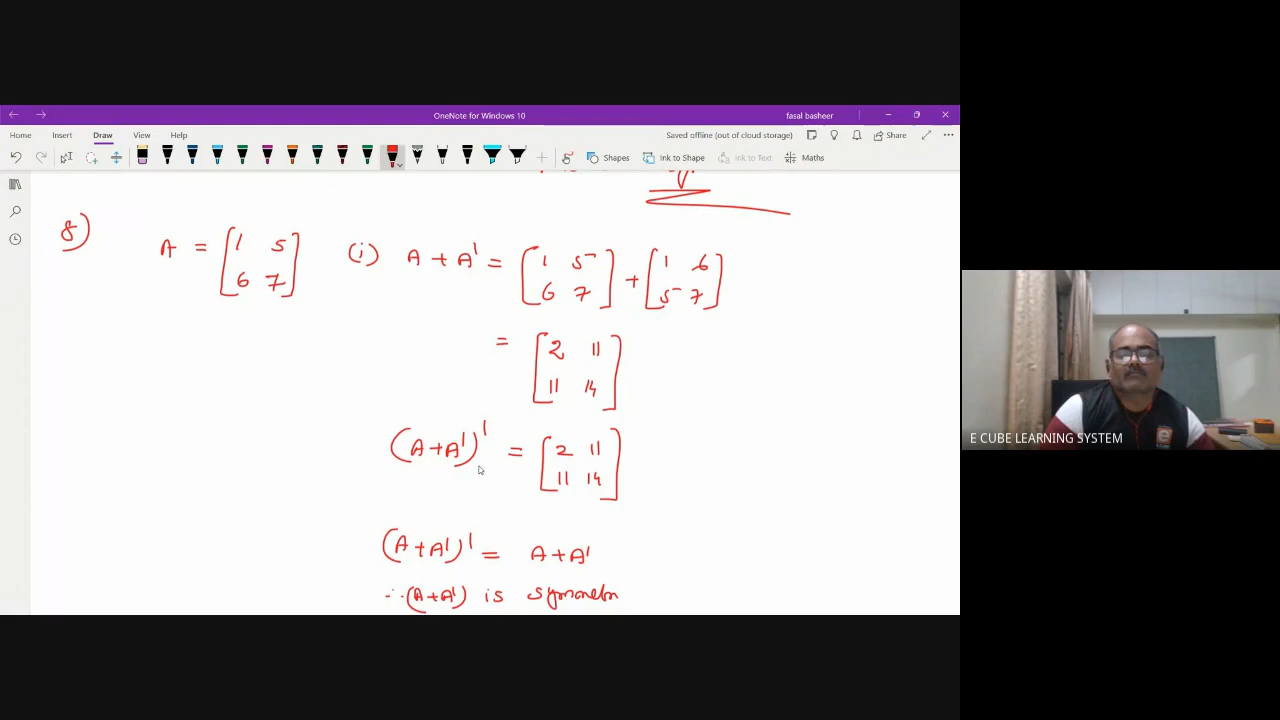 OneNote for Windows 10
fasal basheer
Home Insert Draw View Help
Saved offline (out of cloud storage)
Share
Shapes
Ink to Shape
Ink to Text
Maths
8)
A = [1 5
6 7]
(i) A + A' = [1 5
6 7] + [1 6
5 7]
= [2 11
11 14]
(A+A')' = [2 11
11 14]
(A+A')' = A+A'
∴ (A+A') is
E CUBE LEARNING SYSTEM